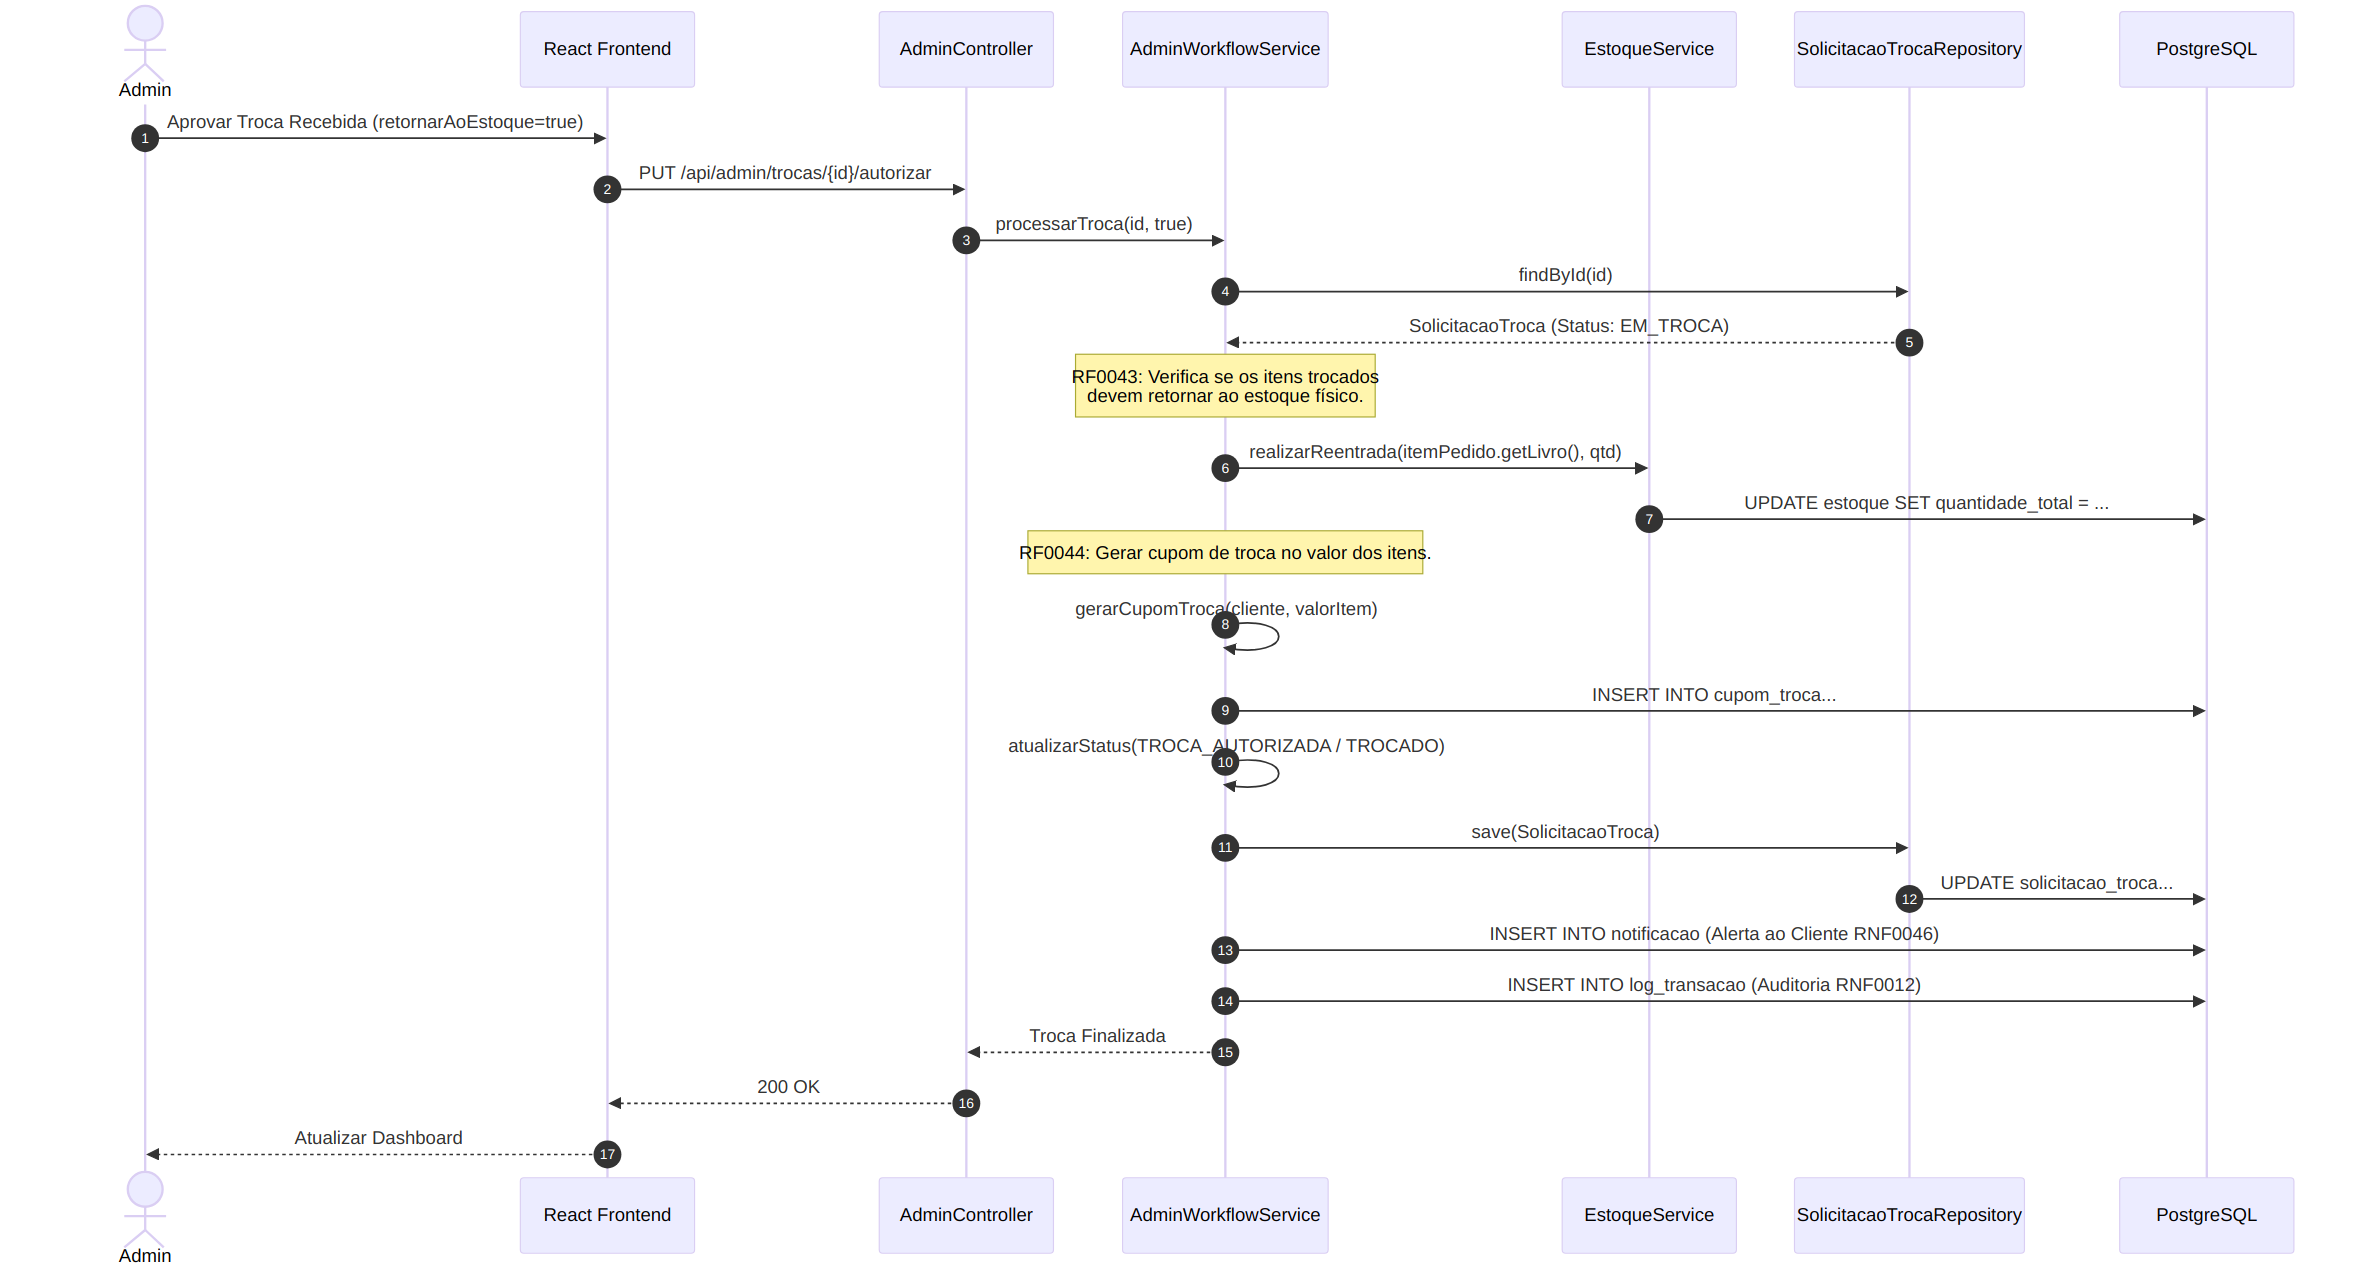 Admin
React Frontend
AdminController
AdminWorkflowService
EstoqueService
SolicitacaoTrocaRepository
PostgreSQL
1
Aprovar Troca Recebida (retornarAoEstoque=true)
2
PUT /api/admin/trocas/{id}/autorizar
3
processarTroca(id, true)
4
findById(id)
SolicitacaoTroca (Status: EM_TROCA)
5
RF0043: Verifica se os itens trocados
devem retornar ao estoque físico.
6
realizarReentrada(itemPedido.getLivro(), qtd)
7
UPDATE estoque SET quantidade_total = ...
RF0044: Gerar cupom de troca no valor dos itens.
gerarCupomTroca(cliente, valorItem)
8
9
INSERT INTO cupom_troca...
atualizarStatus(TROCA_AUTORIZADA / TROCADO)
10
11
save(SolicitacaoTroca)
12
UPDATE solicitacao_troca...
13
INSERT INTO notificacao (Alerta ao Cliente RNF0046)
14
INSERT INTO log_transacao (Auditoria RNF0012)
Troca Finalizada
15
200 OK
16
Atualizar Dashboard
17
Admin
React Frontend
AdminController
AdminWorkflowService
EstoqueService
SolicitacaoTrocaRepository
PostgreSQL